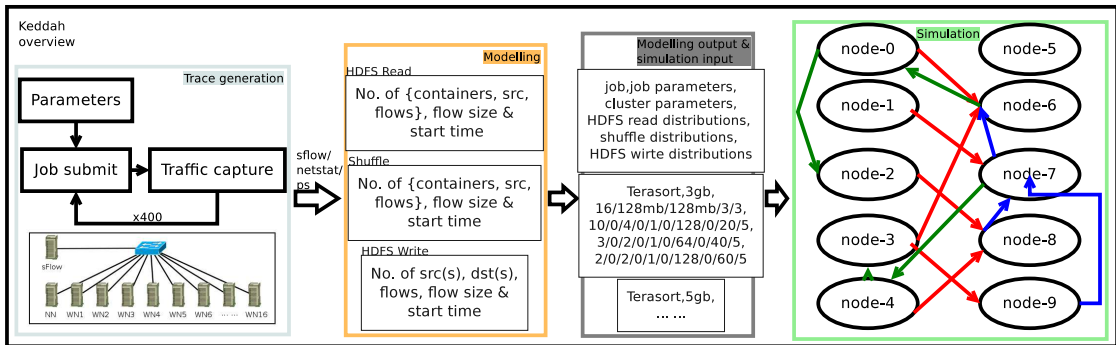 Keddah
overview
Trace generation
Parameters
Job submit
Traffic capture
x400
sFlow
NN WN1 WN2 WN3 WN4 WN5 WN6 ... ... WN16
sflow/
netstat/
ps
Modelling
HDFS Read
No. of {containers, src,
flows}, flow size &
start time
Shuffle
No. of {containers, src,
flows}, flow size &
start time
HDFS Write
No. of src(s), dst(s),
flows, flow size &
start time
Modelling output &
simulation input
job,job parameters,
cluster parameters,
HDFS read distributions,
shuffle distributions,
HDFS wirte distributions
Terasort,3gb,
16/128mb/128mb/3/3,
10/0/4/0/1/0/128/0/20/5,
3/0/2/0/1/0/64/0/40/5,
2/0/2/0/1/0/128/0/60/5
Terasort,5gb,
... ...
Simulation
node-0
node-1
node-2
node-3
node-4
node-5
node-6
node-7
node-8
node-9